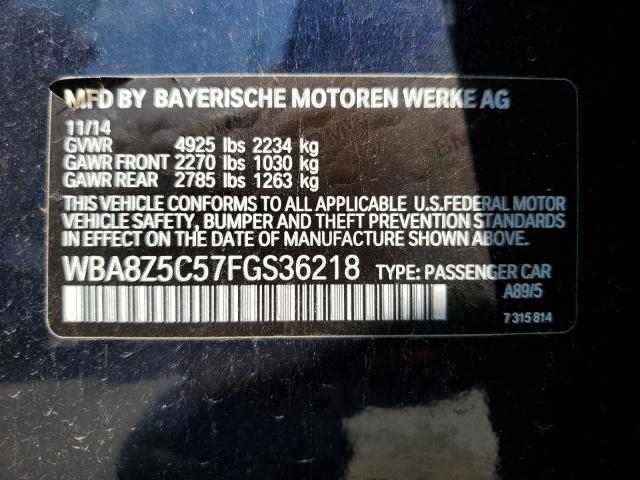 MFD BY BAYERISCHE MOTOREN WERKE AG
11/14
GVWR 4925 lbs 2234 kg
GAWR FRONT 2270 lbs 1030 kg
GAWR REAR 2785 lbs 1263 kg
THIS VEHICLE CONFORMS TO ALL APPLICABLE U.S.FEDERAL MOTOR
VEHICLE SAFETY, BUMPER AND THEFT PREVENTION STANDARDS
IN EFFECT ON THE DATE OF MANUFACTURE SHOWN ABOVE.
WBA8Z5C57FGS36218 TYPE: PASSENGER CAR
A89/5
7 315 814